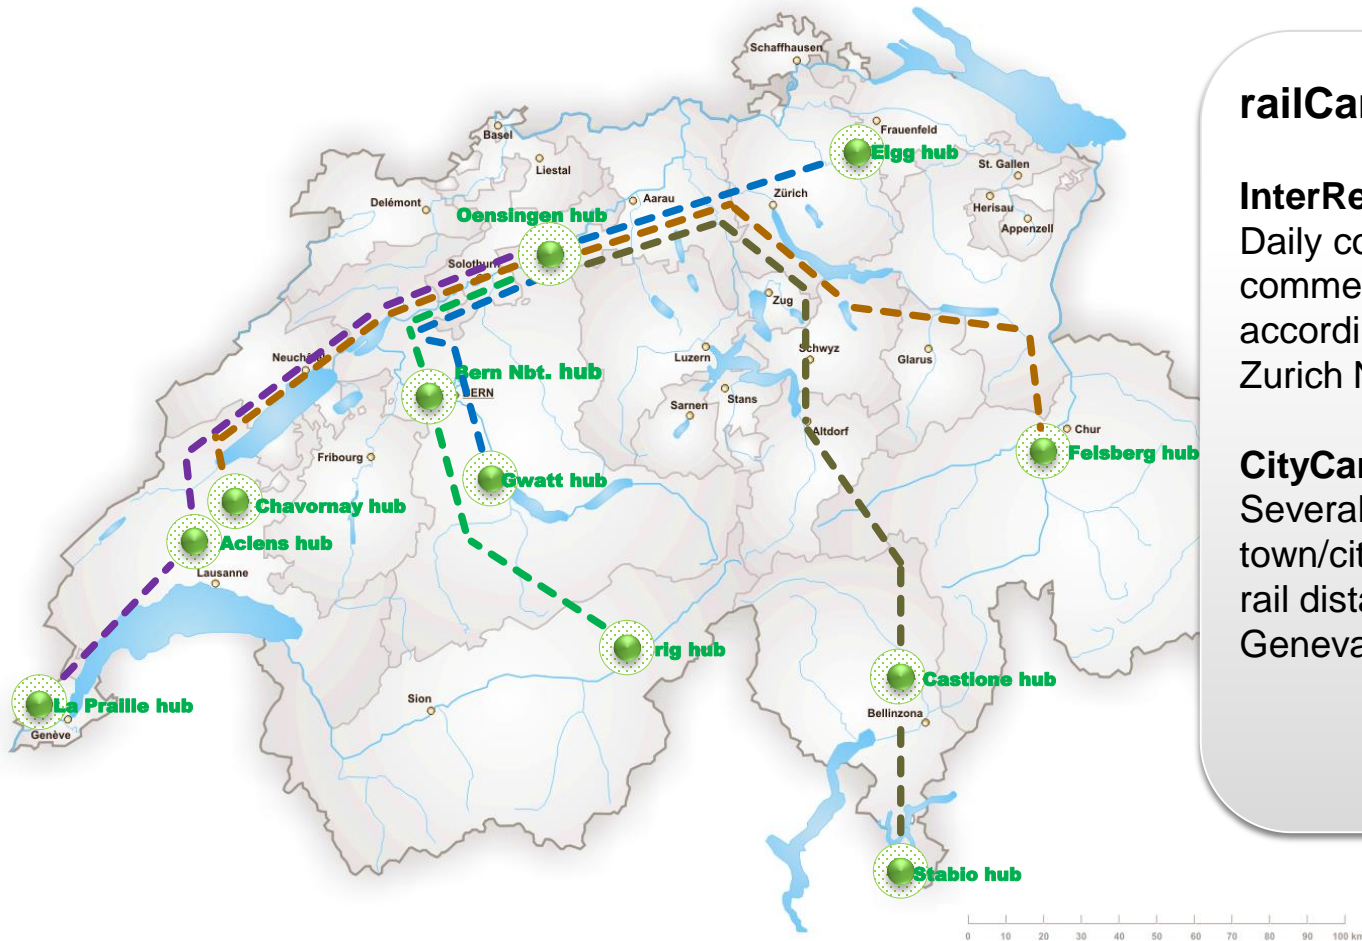 Schaffhausen
Basel
Frauenfeld
Elgg hub
Liestal
St. Gallen
Delémont
Aarau
Zürich
Herisau
Oensingen hub
Appenzell
Solothurn
Zug
Neuchâ
Luzern
Schwyz
Glarus
Bern Nbt. hub
BERN
Stans
Sarnen
Altdorf
Chur
Fribourg
Felsberg hub
Gwatt hub
Chavornay hub
Aclens hub
Lausanne
rig hub
Castione hub
Sion
La Praille hub
Bellinzona
Genève
Stabio hub
0 10 20 30 40 50 60 70 80 90 100 km
railCar
InterRe
Daily co
comme
accordi
Zurich N
CityCar
Several
town/cit
rail dista
Geneva